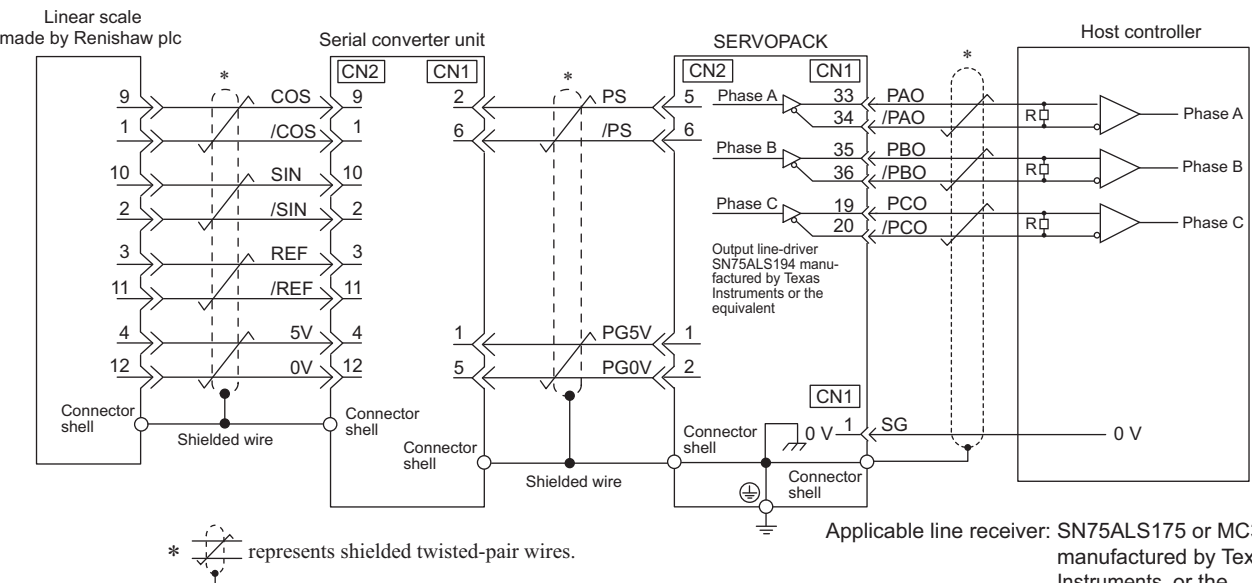 Linear scale
made by Renishaw plc
Serial converter unit
SERVOPACK
Host controller
CN2
CN1
CN2
CN1
*
*
*
9 COS 9
1 /COS 1
10 SIN 10
2 /SIN 2
3 REF 3
11 /REF 11
4 5V 4
12 0V 12
Connector
shell
Shielded wire
Connector
shell
2 PS 5
6 /PS 6
1 PG5V 1
5 PG0V 2
Connector
shell
Shielded wire
Connector
shell
Phase A 33 PAO R Phase A
34 /PAO
Phase B 35 PBO R Phase B
36 /PBO
Phase C 19 PCO R Phase C
20 /PCO
Output line-driver
SN75ALS194 manu-
factured by Texas
Instruments or the
equivalent
CN1
0 V 1 SG 0 V
Connector
shell
* represents shielded twisted-pair wires.
Applicable line receiver: SN75ALS175 or
manufactured by
Instruments, or the